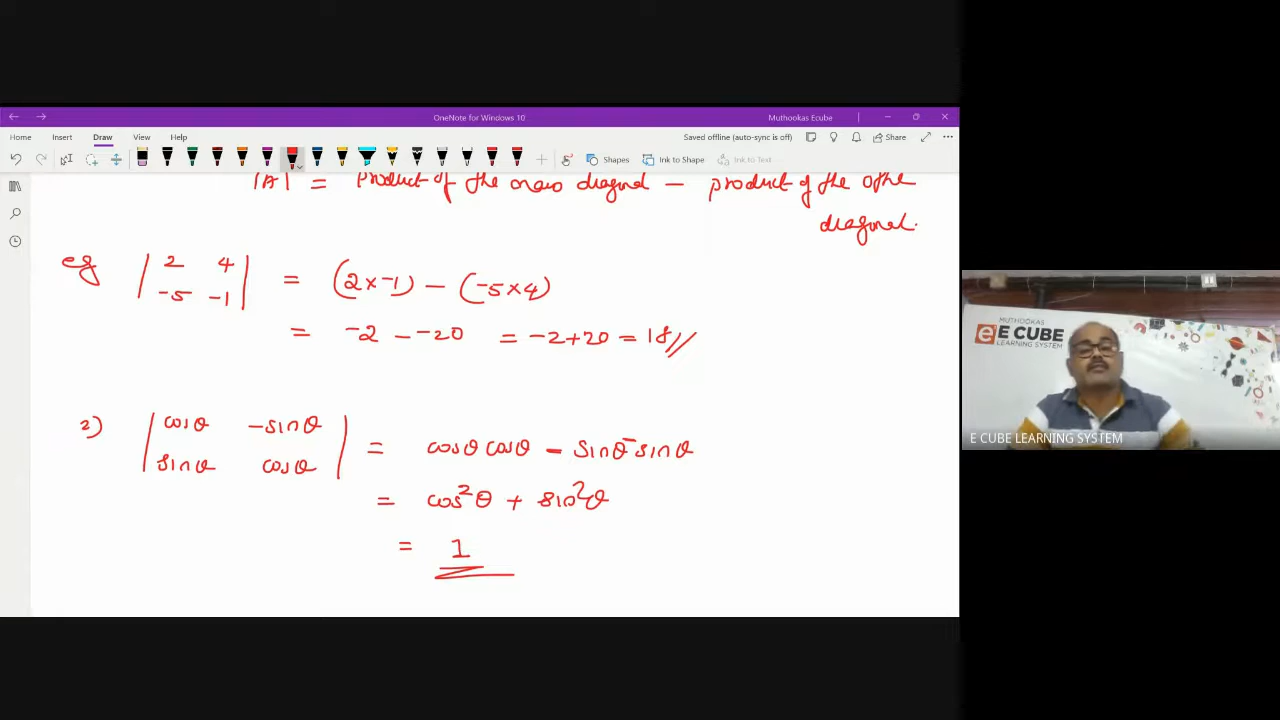 OneNote for Windows 10
Muthookas Ecube
Home Insert Draw View Help
Saved offline (auto-sync is off)
Share
Shapes
Ink to Shape
Ink to Text
|A| = Product of the diagonal – product of the
diagonal.
eg | 2 4 | = (2×-1) – (-5×4)
| -5 -1 |
= -2 – -20 = -2+20 = 18//
2) | cosθ -sinθ | = cosθ cosθ – sinθ -sinθ
| sinθ cosθ |
= cos²θ + sin²θ
= 1
MUTHOOKAS
e E CUBE
LEARNING SYSTEM
E CUBE LEARNING SYSTEM